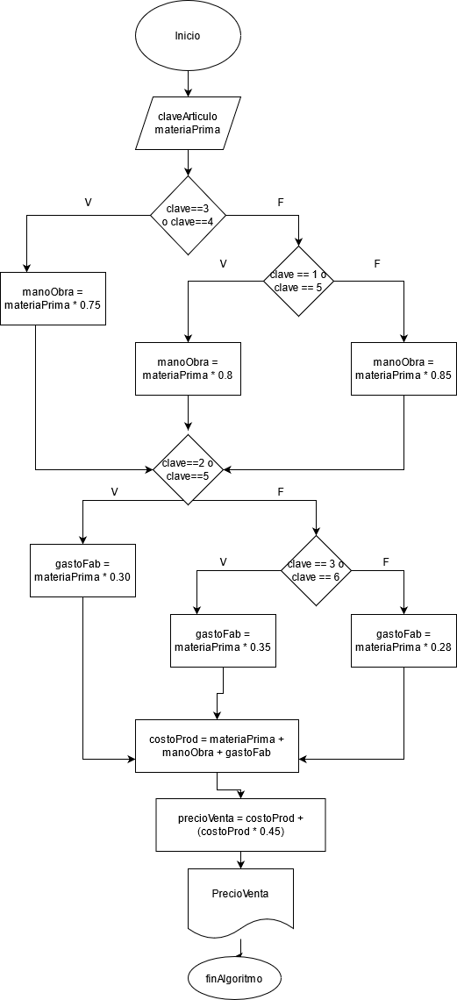 Inicio
claveArticulo
materiaPrima
clave==3
o clave==4
V
F
manoObra =
materiaPrima * 0.75
clave == 1 o
clave == 5
V
F
manoObra =
materiaPrima * 0.8
manoObra =
materiaPrima * 0.85
clave==2 o
clave==5
V
F
gastoFab =
materiaPrima * 0.30
clave == 3 o
clave == 6
V
F
gastoFab =
materiaPrima * 0.35
gastoFab =
materiaPrima * 0.28
costoProd = materiaPrima +
manoObra + gastoFab
precioVenta = costoProd +
(costoProd * 0.45)
PrecioVenta
finAlgoritmo